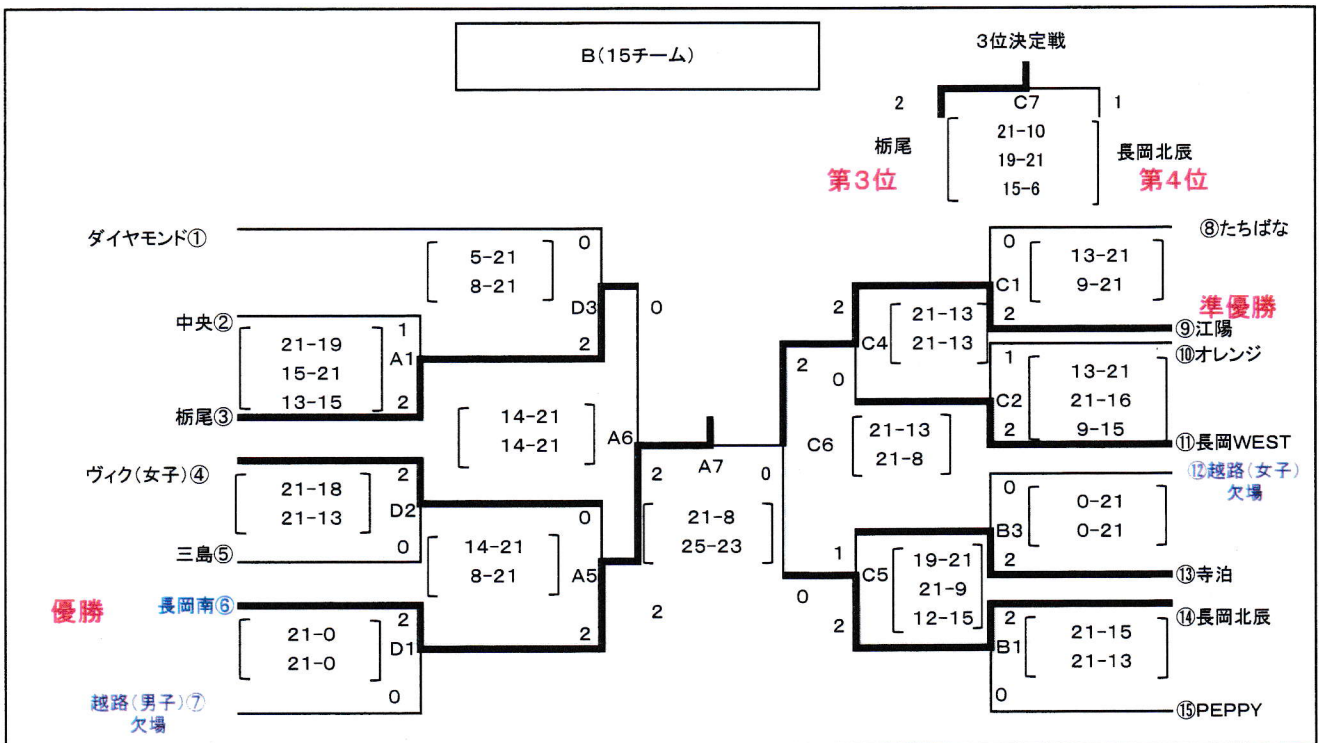 B(15チーム)
3位決定戦
2
C7
1
21-10
19-21
15-6
栃尾
長岡北辰
第3位
第4位
ダイヤモンド①
0
5-21
8-21
D3
2
中央②
1
21-19
15-21
13-15
A1
2
栃尾③
0
14-21
14-21
A6
ヴィク(女子)④
2
21-18
21-13
D2
0
三島⑤
0
14-21
8-21
A5
2
優勝
長岡南⑥
2
21-0
21-0
D1
0
越路(男子)⑦
欠場
2
2
A7
0
21-8
25-23
⑧たちばな
0
13-21
9-21
C1
2
準優勝
⑨江陽
2
21-13
21-13
C4
0
⑩オレンジ
1
13-21
21-16
9-15
C2
2
⑪長岡WEST
2
C6
21-13
21-8
0
⑫越路(女子)
欠場
0
0-21
0-21
B3
2
⑬寺泊
1
19-21
21-9
12-15
C5
2
⑭長岡北辰
2
21-15
21-13
B1
0
⑮PEPPY